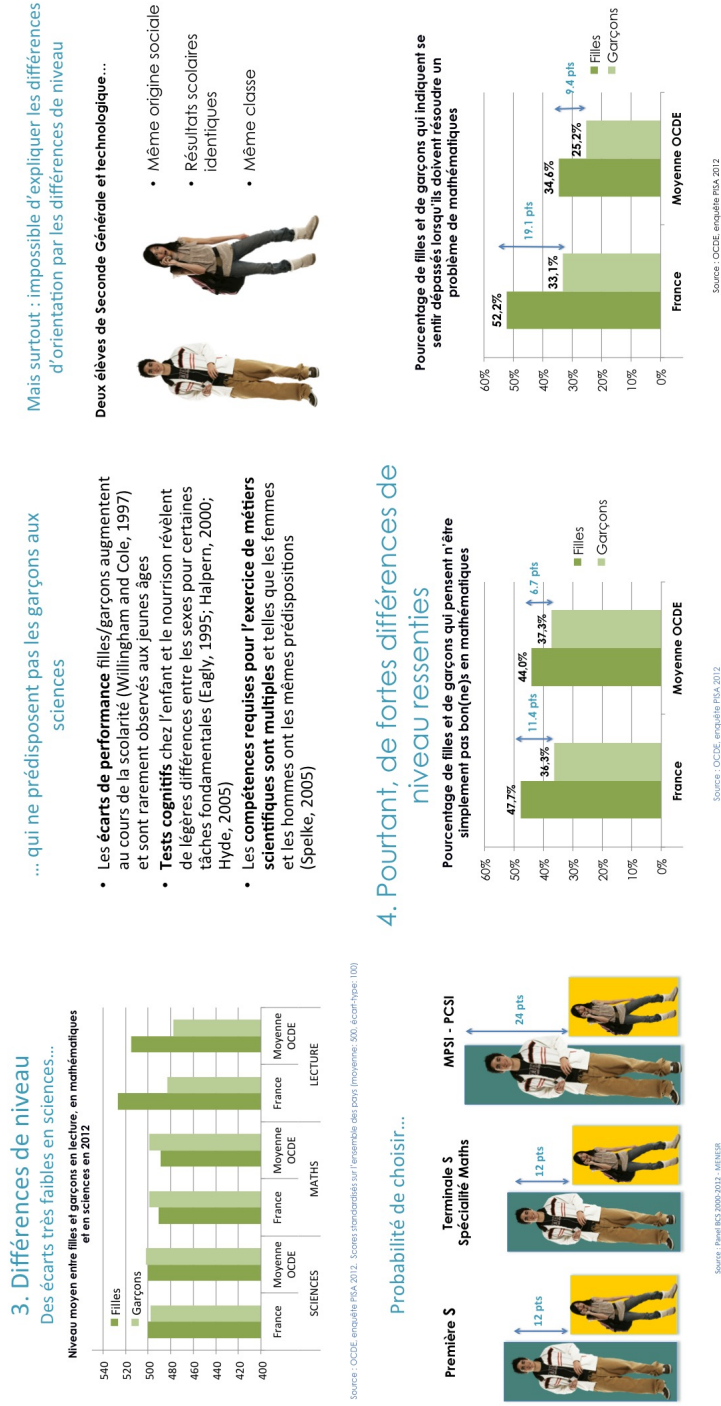 3. Différences de niveau
Des écarts très faibles en sciences…
Niveau moyen entre filles et garçons en lecture, en mathématiques
et en sciences en 2012
Filles
Garçons
540
520
500
480
460
440
420
400
France
Moyenne
OCDE
France
Moyenne
OCDE
France
Moyenne
OCDE
SCIENCES
MATHS
LECTURE
Source : OCDE, enquête PISA 2012. Scores standardisés sur l'ensemble des pays (moyenne: 500, écart-type: 100)
… qui ne prédisposent pas les garçons aux
sciences
• Les écarts de performance filles/garçons augmentent
au cours de la scolarité (Willingham and Cole, 1997)
et sont rarement observés aux jeunes âges
• Tests cognitifs chez l'enfant et le nourrison révèlent
de légères différences entre les sexes pour certaines
tâches fondamentales (Eagly, 1995; Halpern, 2000;
Hyde, 2005)
• Les compétences requises pour l'exercice de métiers
scientifiques sont multiples et telles que les femmes
et les hommes ont les mêmes prédispositions
(Spelke, 2005)
Mais surtout : impossible d'expliquer les différences
d'orientation par les différences de niveau
Deux élèves de Seconde Générale et technologique…
• Même origine sociale
• Résultats scolaires
identiques
• Même classe
Probabilité de choisir…
Première S
12 pts
Terminale S
Spécialité Maths
12 pts
MPSI - PCSI
24 pts
Source : Panel BCS 2000-2012 - MENESR
4. Pourtant, de fortes différences de
niveau ressenties
Pourcentage de filles et de garçons qui pensent n'être
simplement pas bon(ne)s en mathématiques
60%
50%
40%
30%
20%
10%
0%
47,7%
36,3%
11.4 pts
44,0%
37,3%
6.7 pts
Filles
Garçons
France
Moyenne OCDE
Source : OCDE, enquête PISA 2012
Pourcentage de filles et de garçons qui indiquent se
sentir dépassés lorsqu'ils doivent résoudre un
problème de mathématiques
60%
50%
40%
30%
20%
10%
0%
52,2%
33,1%
19.1 pts
34,6%
25,2%
9.4 pts
Filles
Garçons
France
Moyenne OCDE
Source : OCDE, enquête PISA 2012